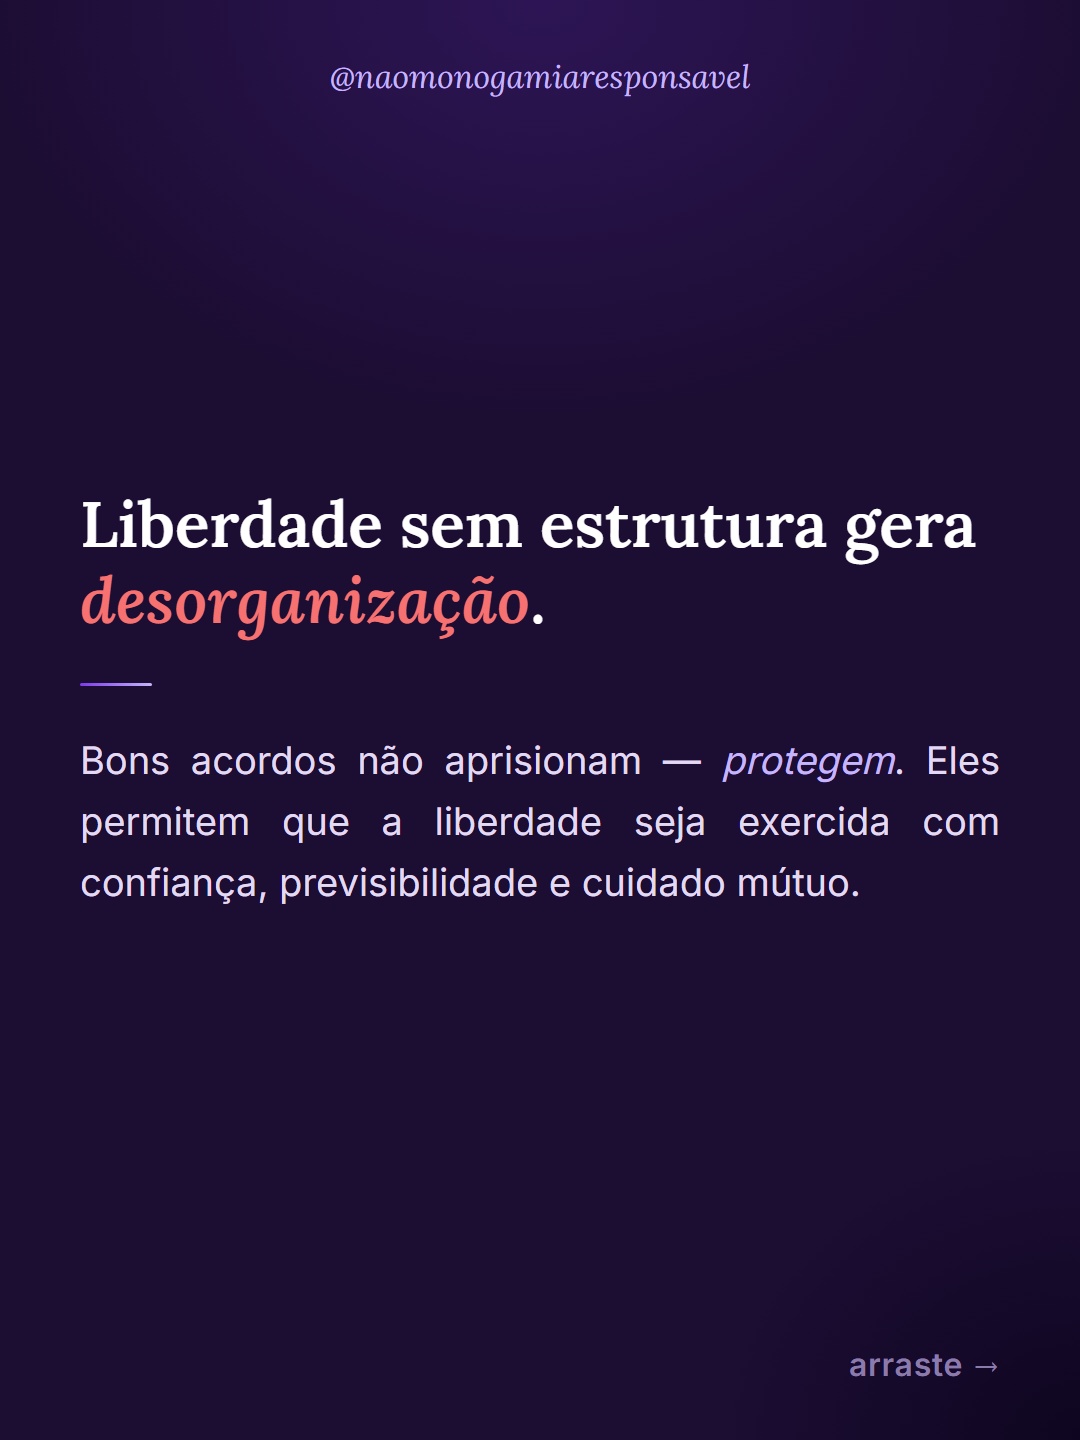 @naomonogamiaresponsavel
Liberdade sem estrutura gera
desorganização.
Bons acordos não aprisionam — protegem. Eles
permitem que a liberdade seja exercida com
confiança, previsibilidade e cuidado mútuo.
arraste →